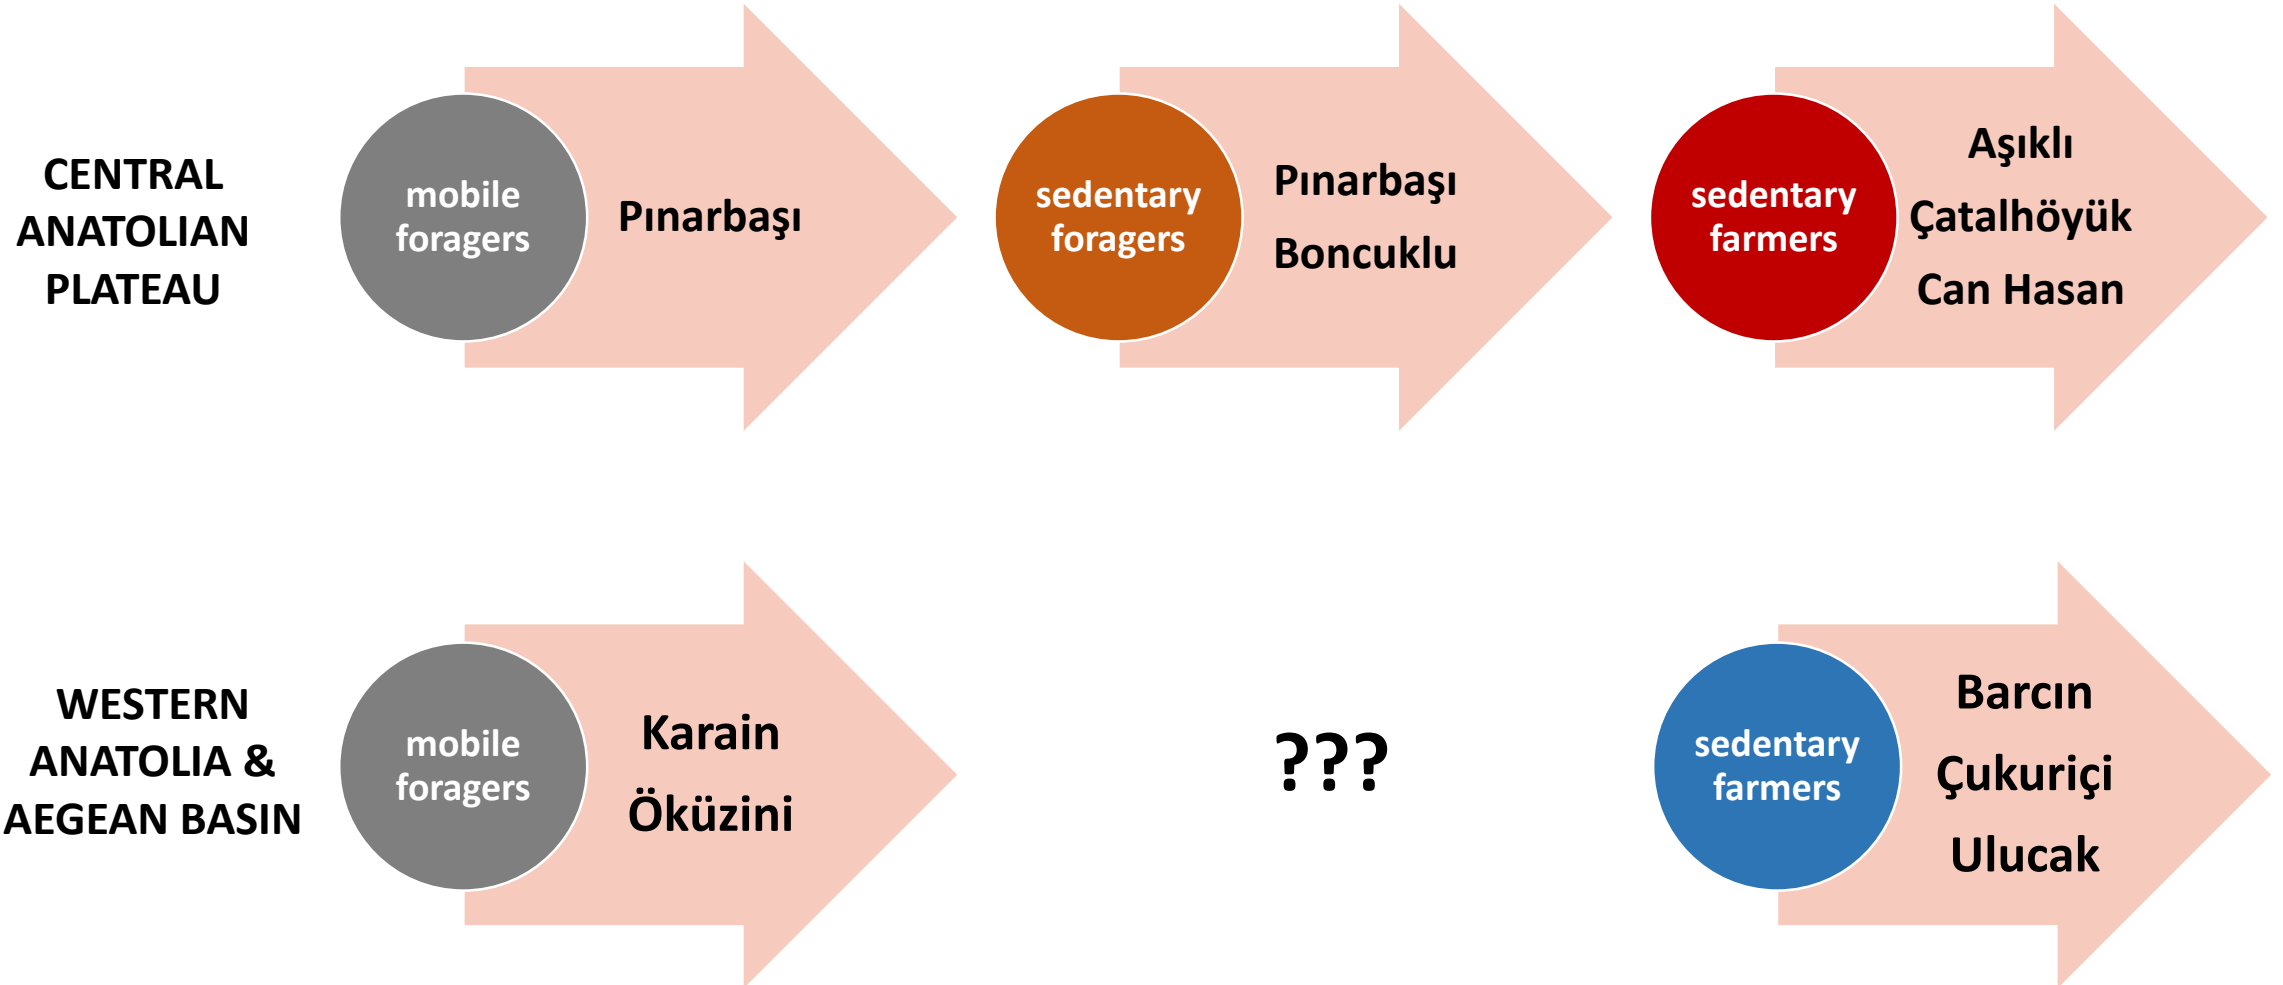 CENTRAL
ANATOLIAN
PLATEAU
mobile
foragers
Pınarbaşı
sedentary
foragers
Pınarbaşı
Boncuklu
sedentary
farmers
Aşıklı
Çatalhöyük
Can Hasan
WESTERN
ANATOLIA &
AEGEAN BASIN
mobile
foragers
Karain
Öküzini
???
sedentary
farmers
Barcın
Çukuriçi
Ulucak